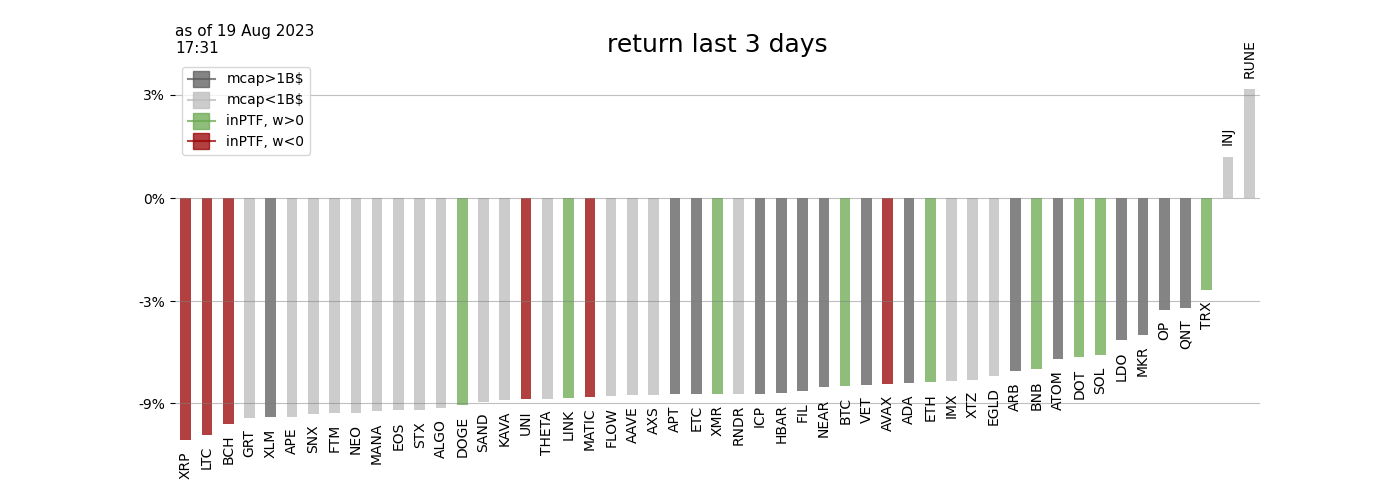 as of 19 Aug 2023
17:31
return last 3 days
mcap>1B$
mcap<1B$
inPTF, w>0
inPTF, w<0
3%
0%
-3%
-9%
XRP
LTC
BCH
GRT
XLM
APE
SNX
FTM
NEO
MANA
EOS
STX
ALGO
DOGE
SAND
KAVA
UNI
THETA
LINK
MATIC
FLOW
AAVE
AXS
APT
ETC
XMR
RNDR
ICP
HBAR
FIL
NEAR
BTC
VET
AVAX
ADA
ETH
IMX
XTZ
EGLD
ARB
BNB
ATOM
DOT
SOL
LDO
MKR
OP
QNT
TRX
INJ
RUNE